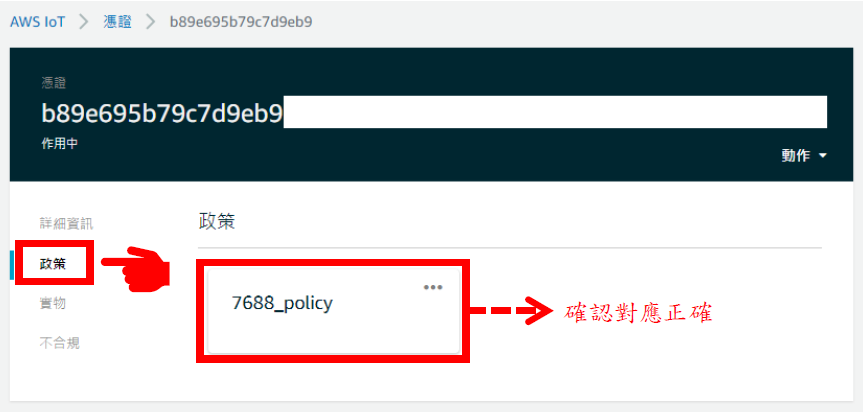 AWS IoT > 憑證 > b89e695b79c7d9eb9
憑證
b89e695b79c7d9eb9
作用中
動作
詳細資訊
政策
實物
不合規
政策
7688_policy
確認對應正確